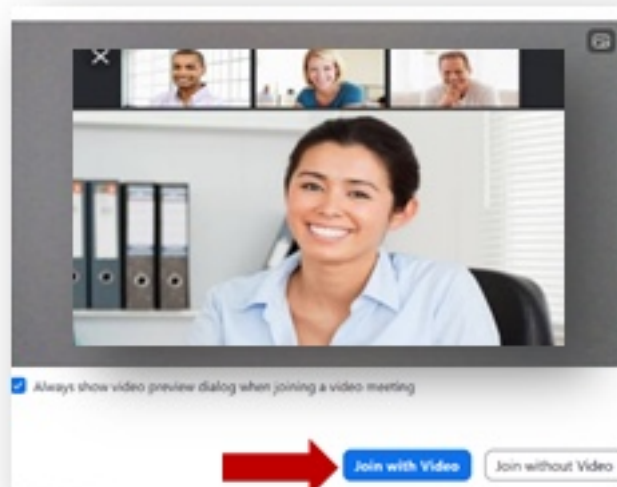 Always show video preview dialog when joining a video meeting
Join with Video
Join without Video